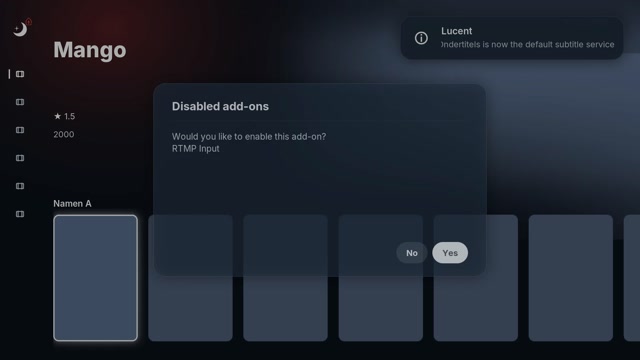 Mango
Lucent
Ondertitels is now the default subtitle service
★ 1.5
2000
Disabled add-ons
Would you like to enable this add-on?
RTMP Input
Namen A
No
Yes